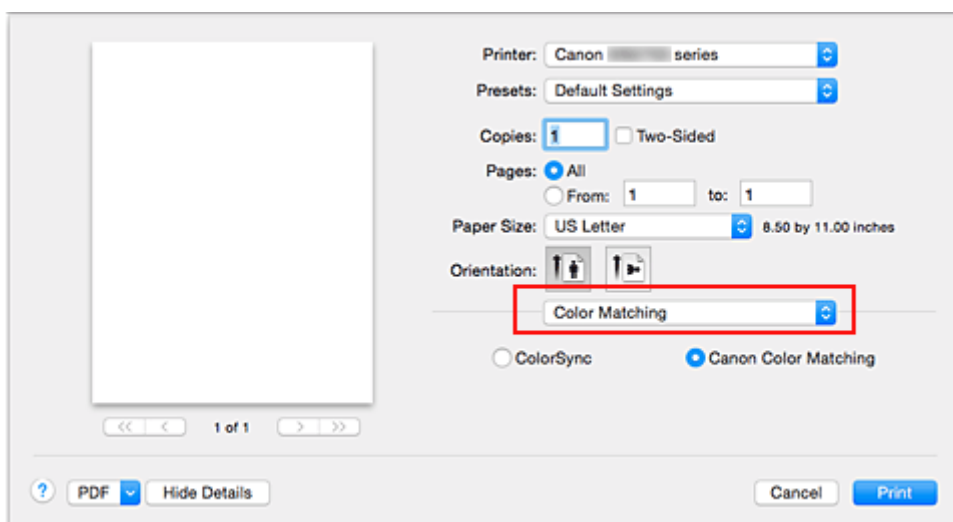 Printer: Canon series
Presets: Default Settings
Copies: 1 Two-Sided
Pages: All
From: 1 to: 1
Paper Size: US Letter 8.50 by 11.00 inches
Orientation:
Color Matching
ColorSync Canon Color Matching
<< < 1 of 1 > >>
? PDF Hide Details Cancel Print